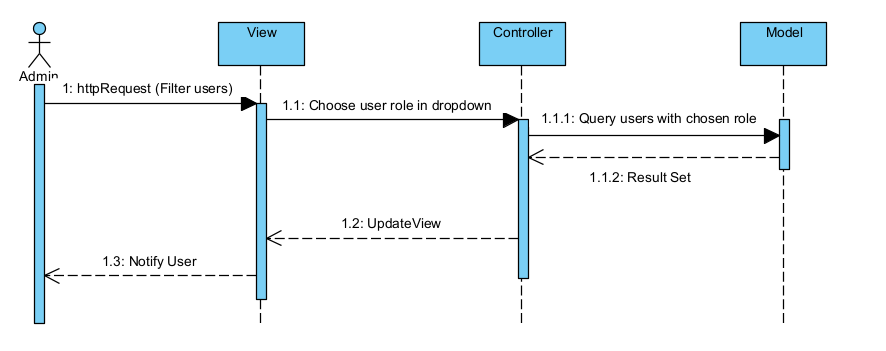 View
Controller
Model
Admin
1: httpRequest (Filter users)
1.1: Choose user role in dropdown
1.1.1: Query users with chosen role
1.1.2: Result Set
1.2: UpdateView
1.3: Notify User